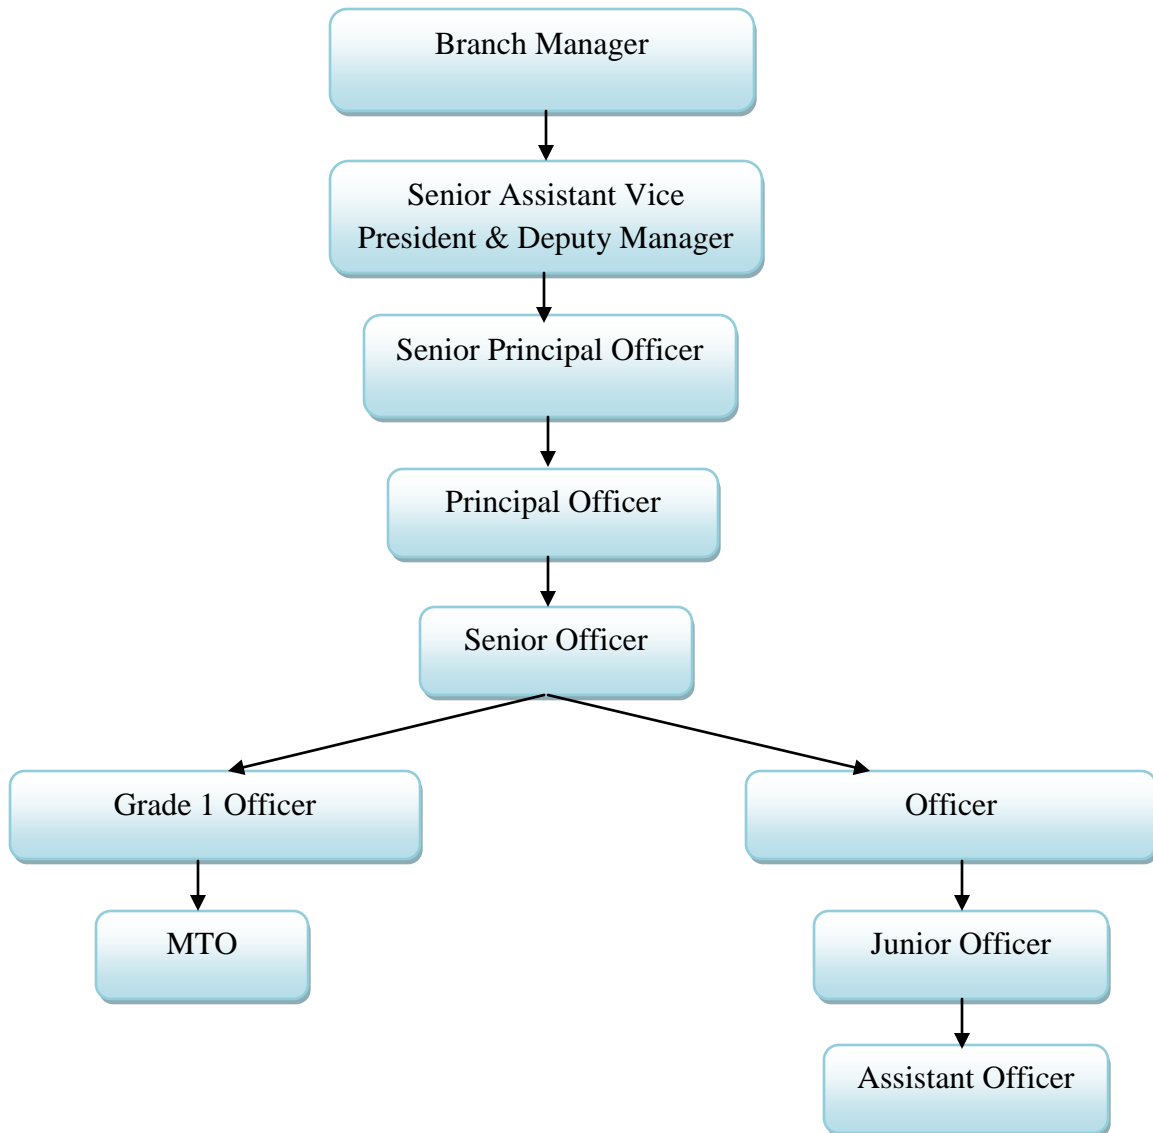 Branch Manager
Senior Assistant Vice
President & Deputy Manager
Senior Principal Officer
Principal Officer
Senior Officer
Grade 1 Officer
Officer
MTO
Junior Officer
Assistant Officer